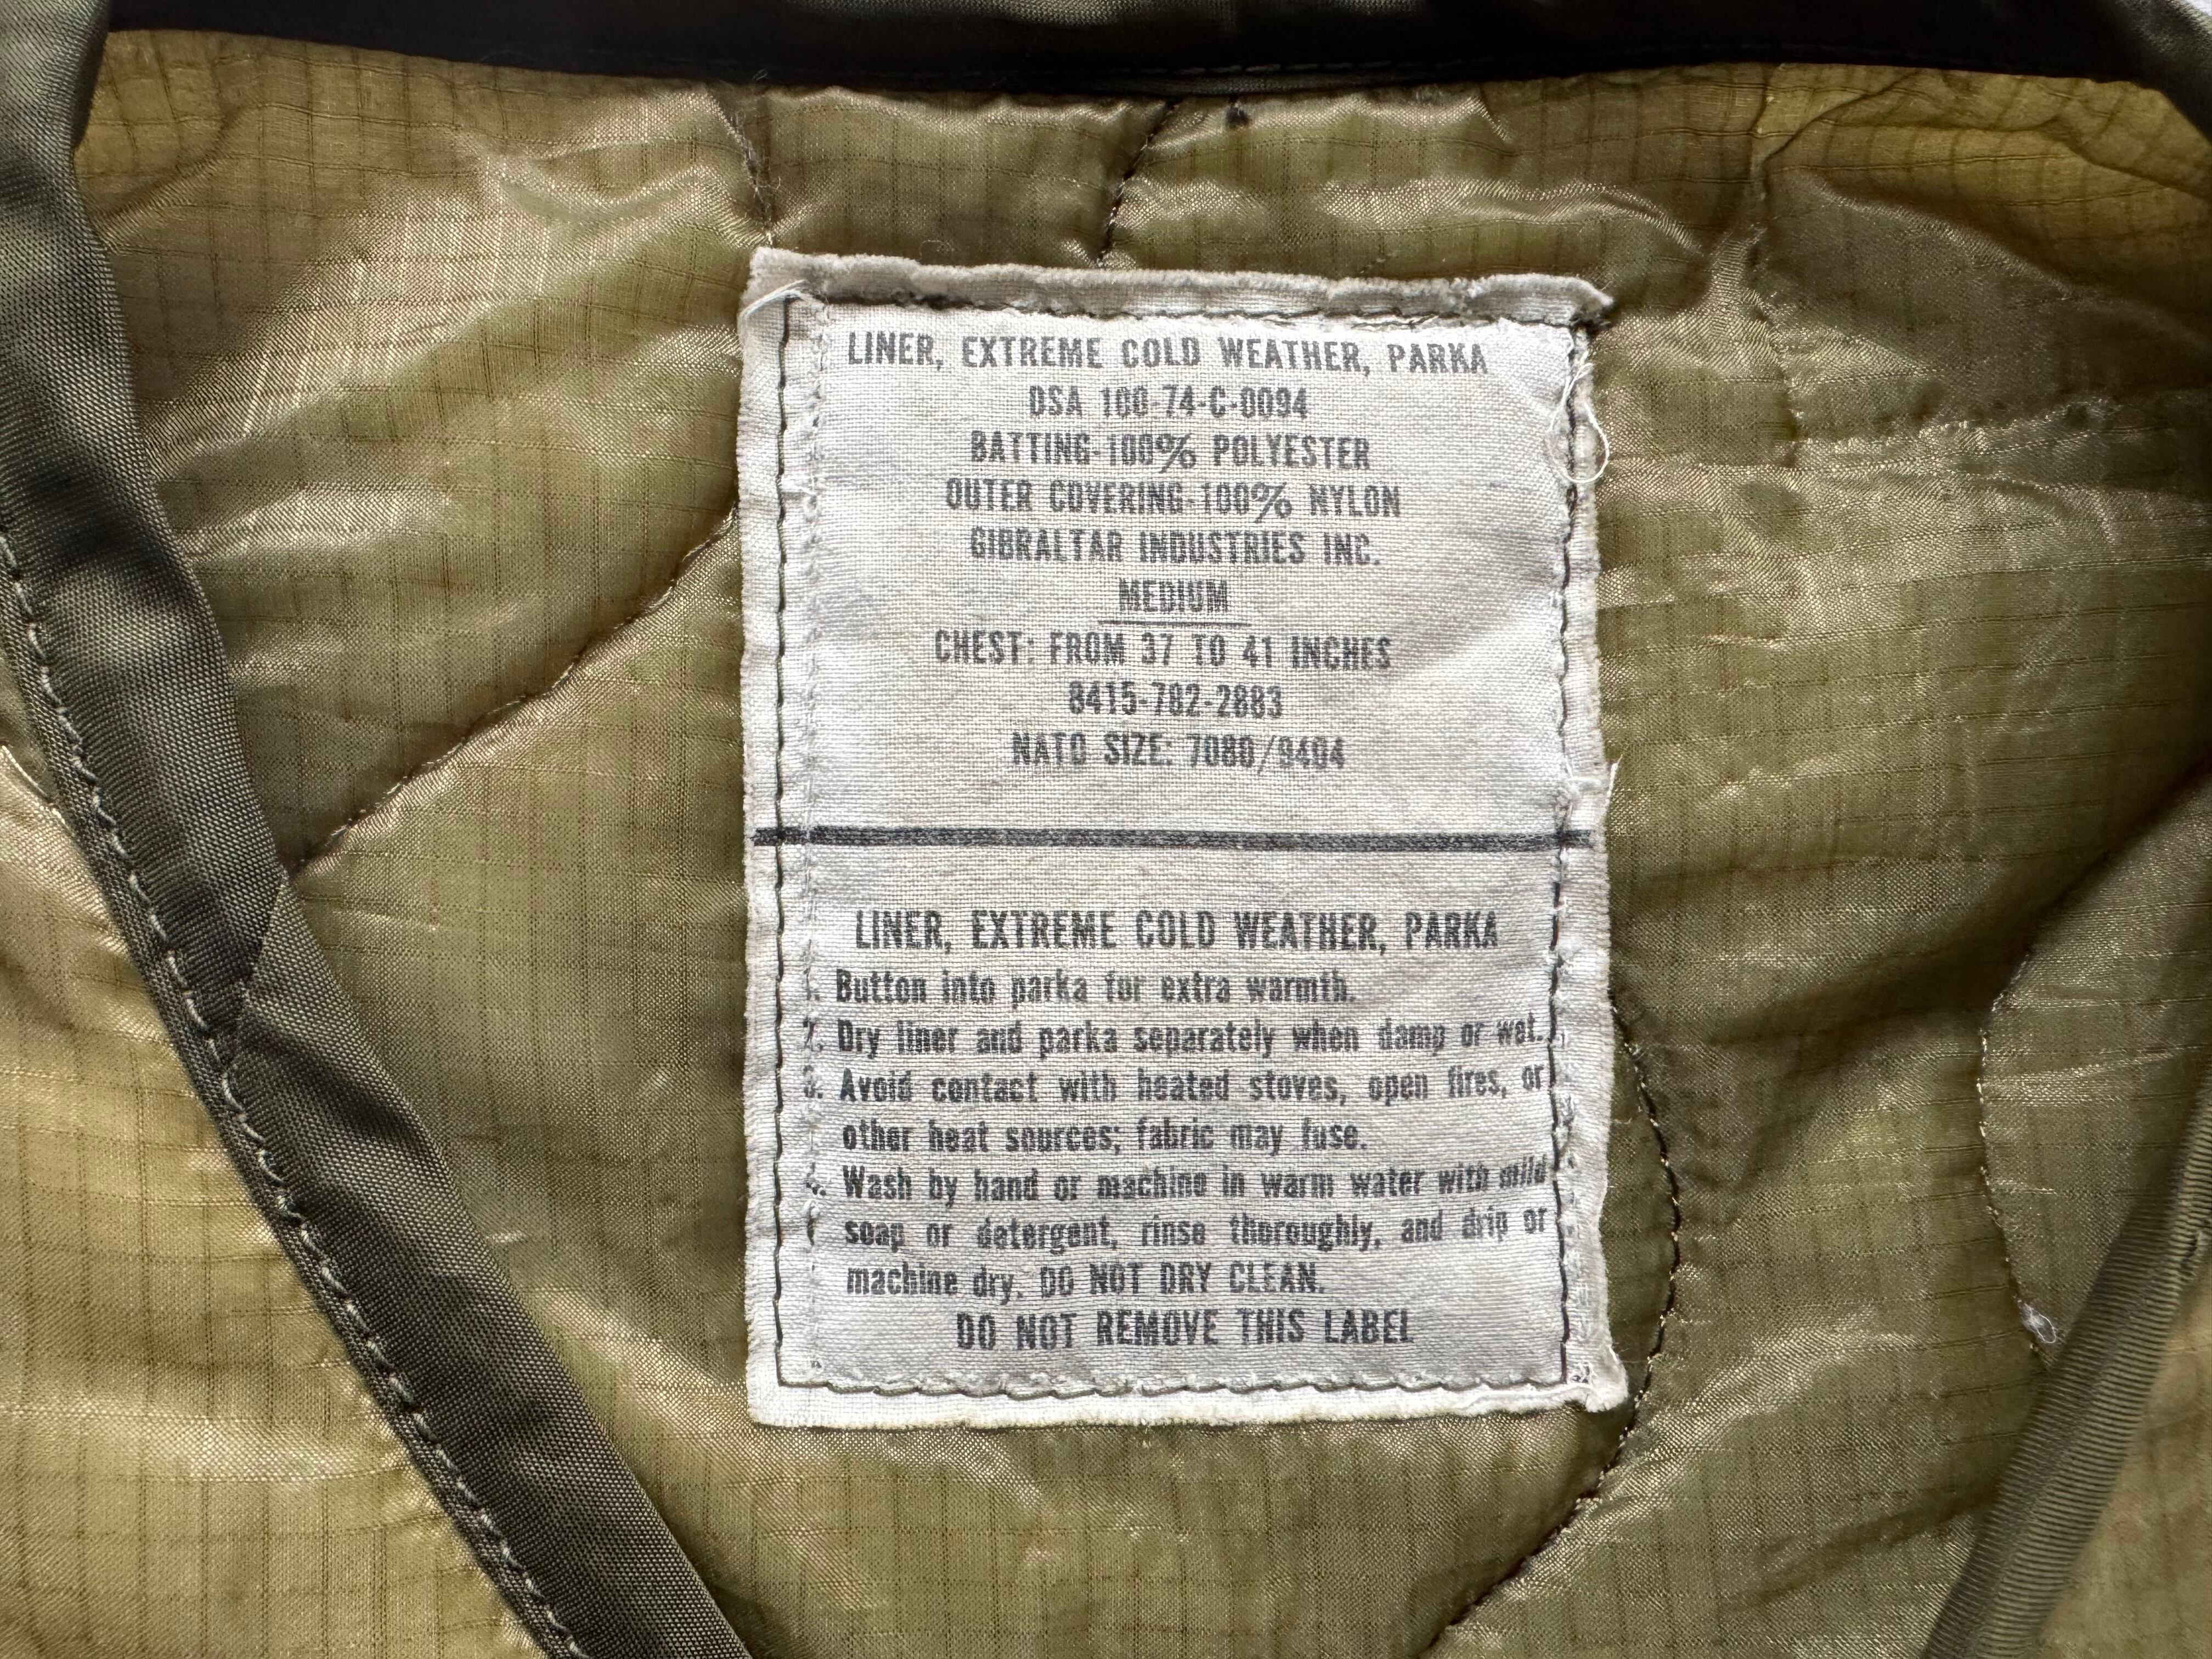 LINER, EXTREME COLD WEATHER, PARKA
DSA 100-74-C-0094
BATTING-100% POLYESTER
OUTER COVERING-100% NYLON
GIBRALTAR INDUSTRIES INC.
MEDIUM
CHEST: FROM 37 TO 41 INCHES
8415-782-2883
NATO SIZE: 7080/9404
LINER, EXTREME COLD WEATHER, PARKA
1. Button into parka for extra warmth.
2. Dry liner and parka separately when damp or wet.
3. Avoid contact with heated stoves, open fires, or
other heat sources; fabric may fuse.
4. Wash by hand or machine in warm water with mild
soap or detergent, rinse thoroughly, and drip or
machine dry. DO NOT DRY CLEAN.
DO NOT REMOVE THIS LABEL